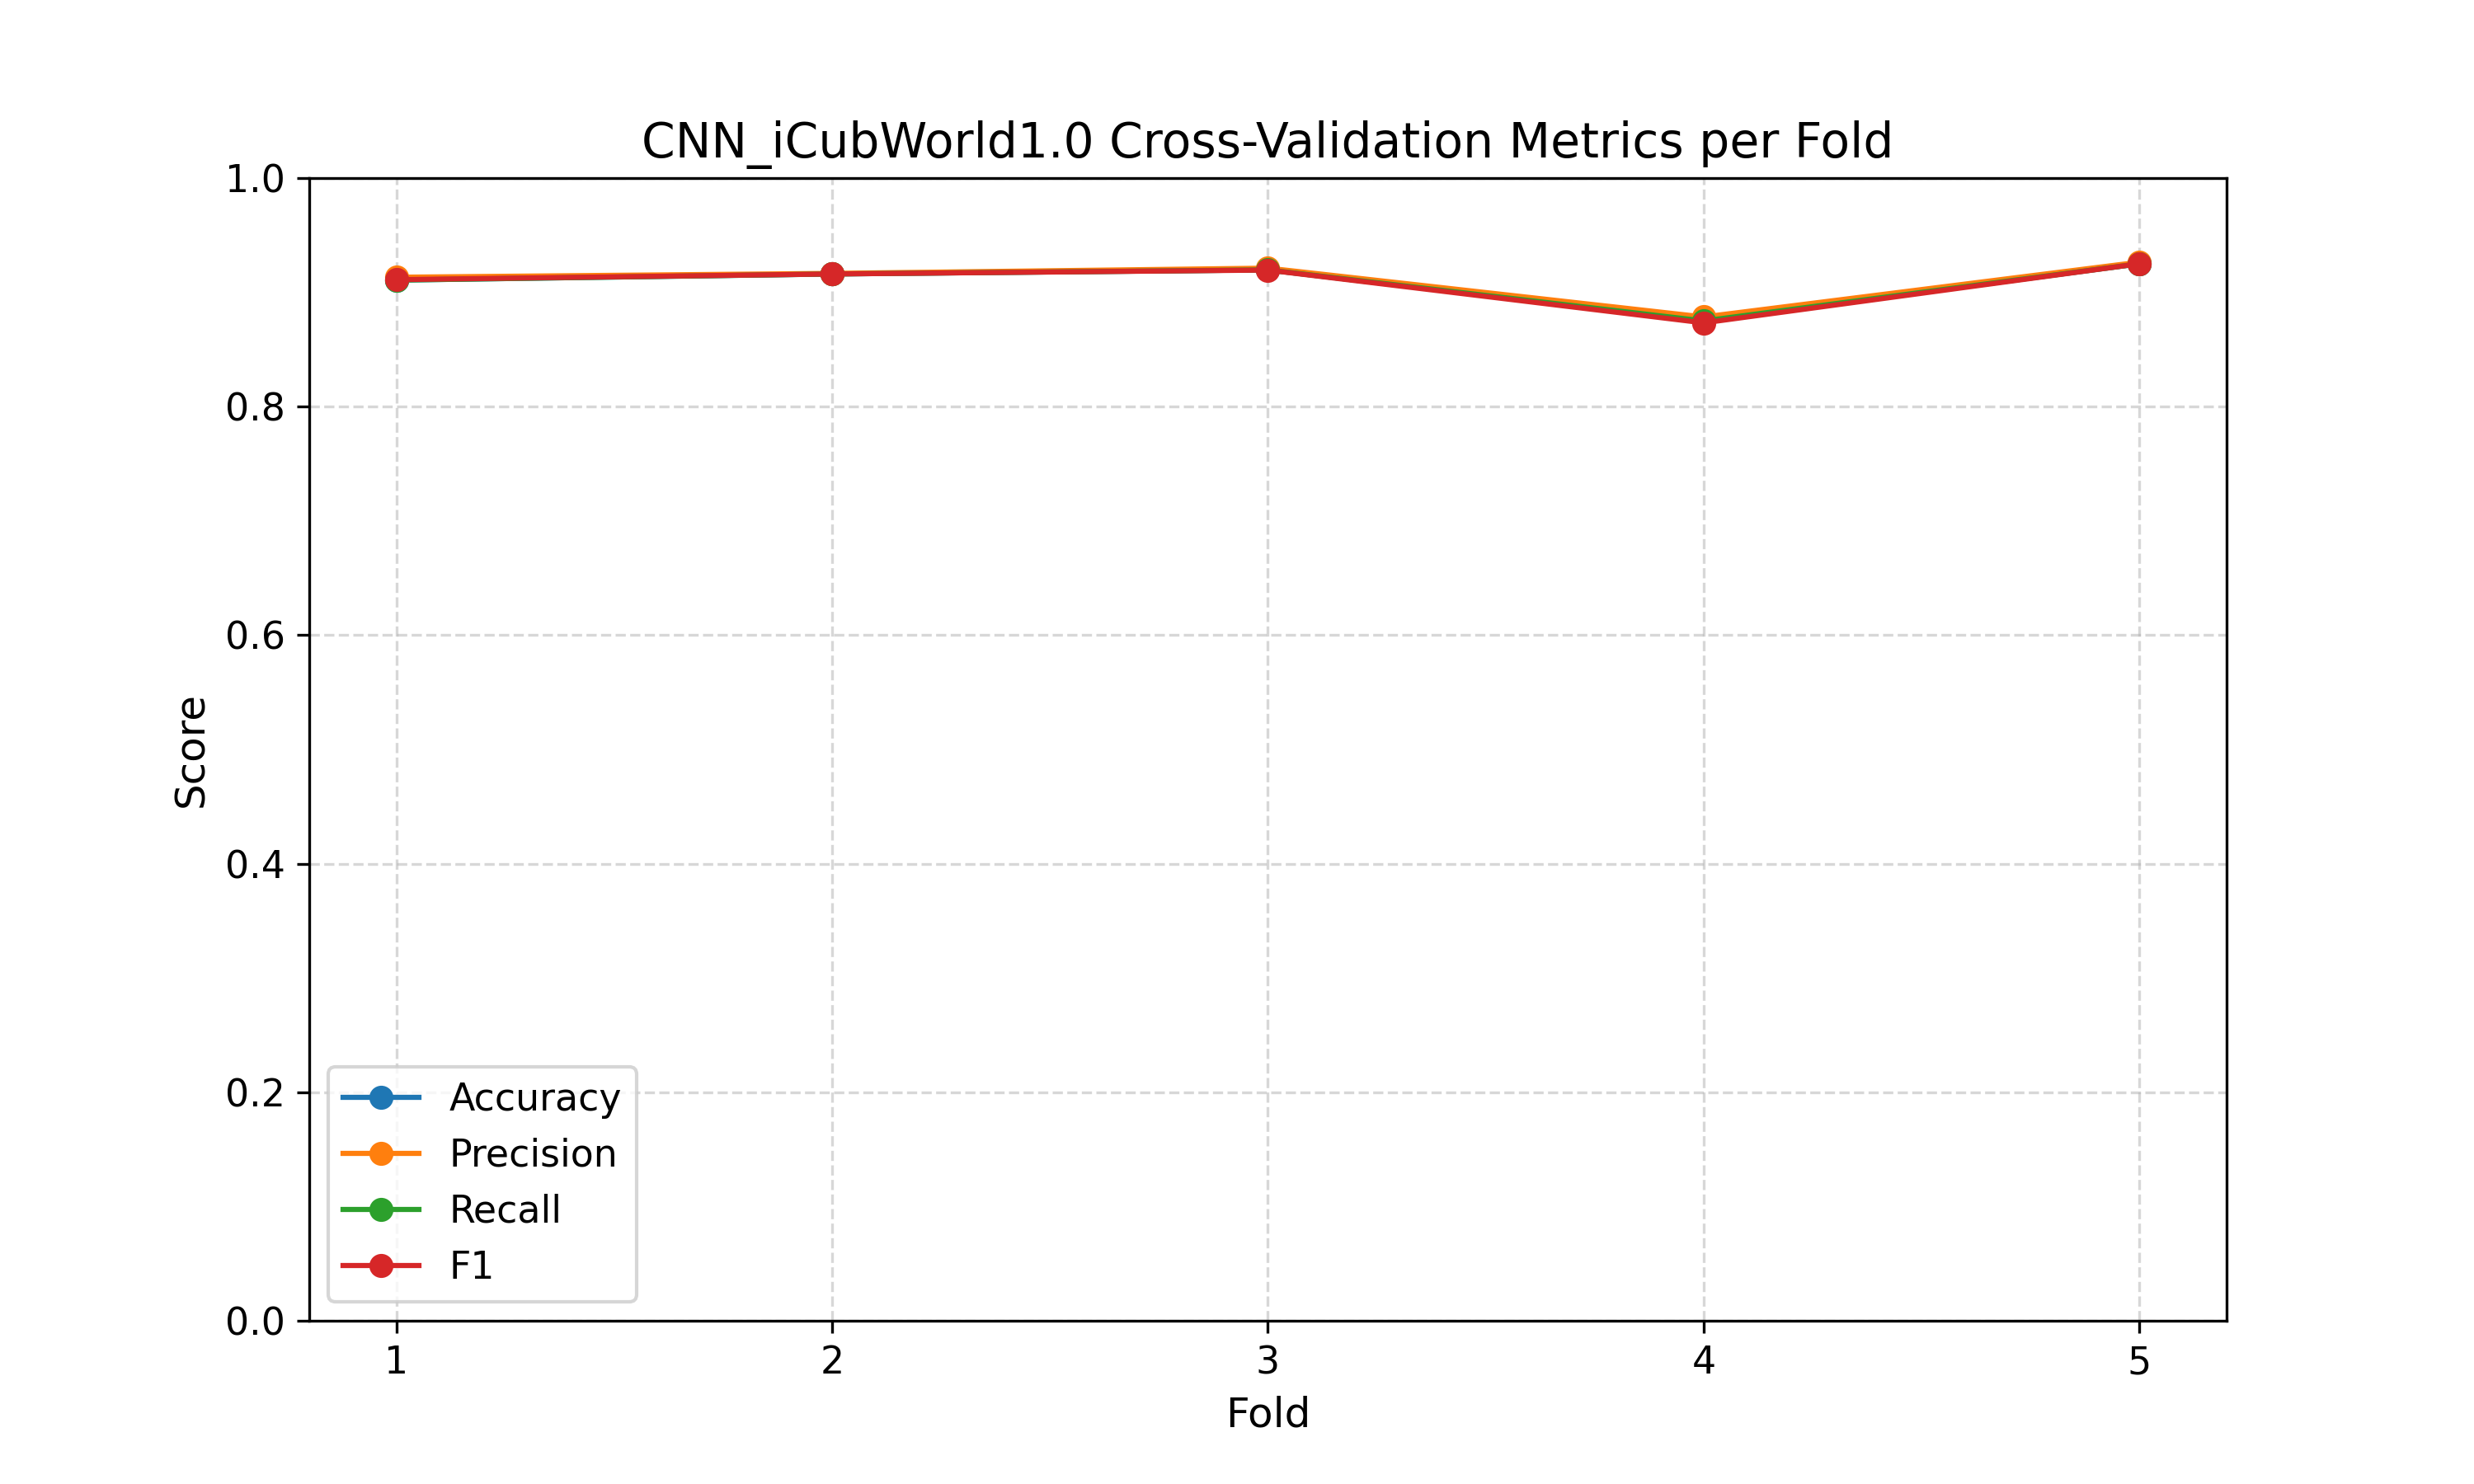 CNN_iCubWorld1.0 Cross-Validation Metrics per Fold
1.0
0.8
0.6
0.4
0.2
0.0
Score
Accuracy
Precision
Recall
F1
1 2 3 4 5
Fold